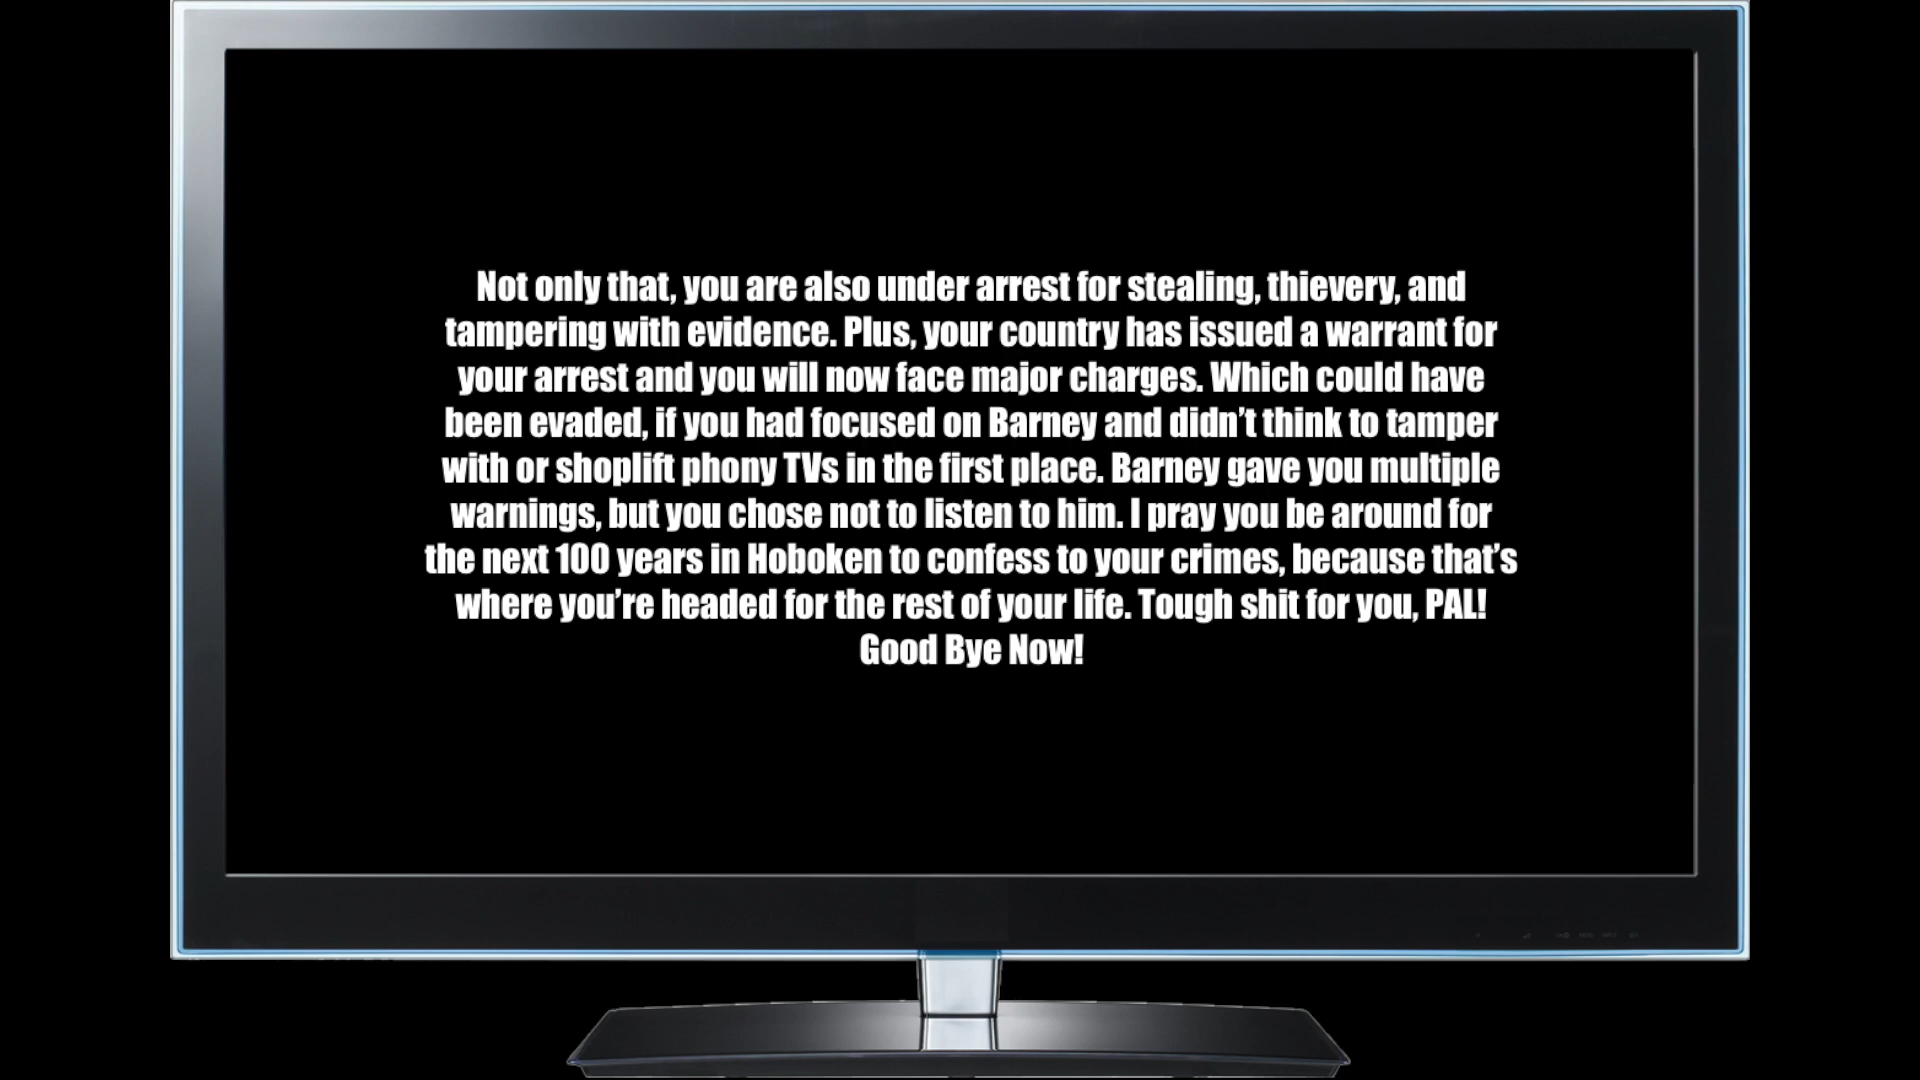 Not only that, you are also under arrest for stealing, thievery, and
tampering with evidence. Plus, your country has issued a warrant for
your arrest and you will now face major charges. Which could have
been evaded, if you had focused on Barney and didn’t think to tamper
with or shoplift phony TVs in the first place. Barney gave you multiple
warnings, but you chose not to listen to him. I pray you be around for
the next 100 years in Hoboken to confess to your crimes, because that’s
where you’re headed for the rest of your life. Tough shit for you, PAL!
Good Bye Now!